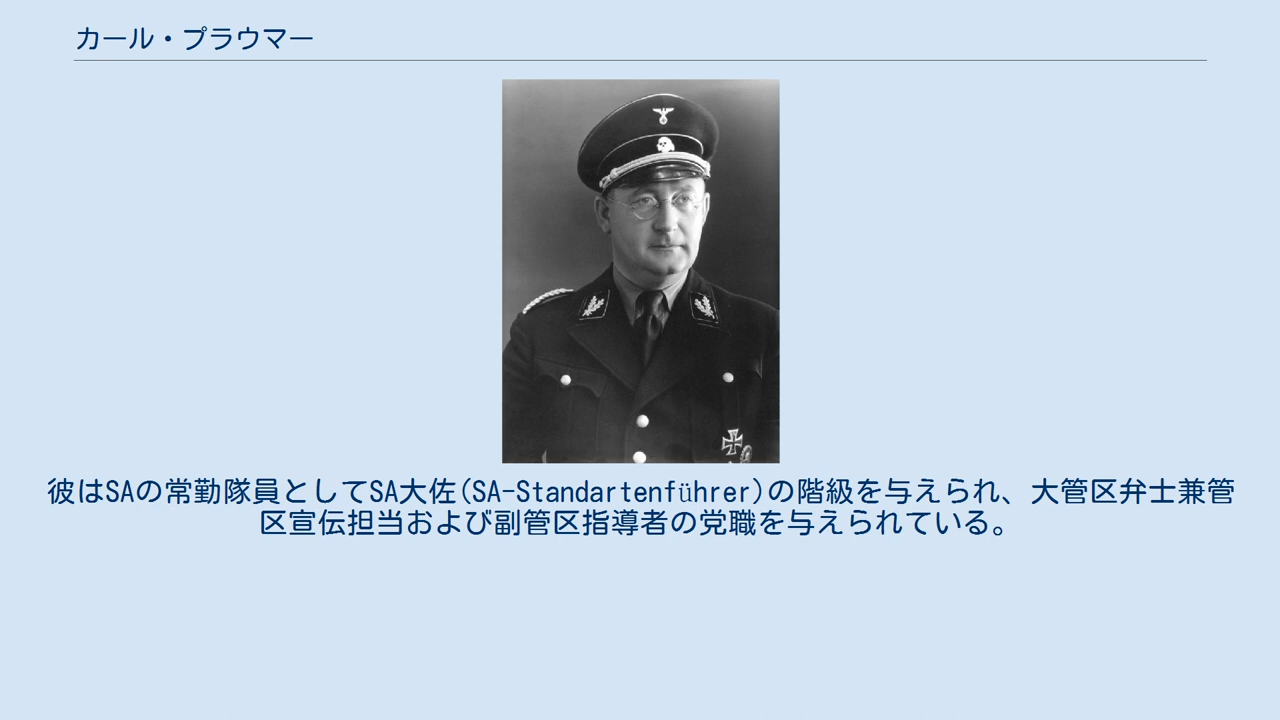 カール・プラウマー
彼はSAの常勤隊員としてSA大佐(SA-Standartenführer)の階級を与えられ、大管区弁士兼管
区宣伝担当および副管区指導者の党職を与えられている。